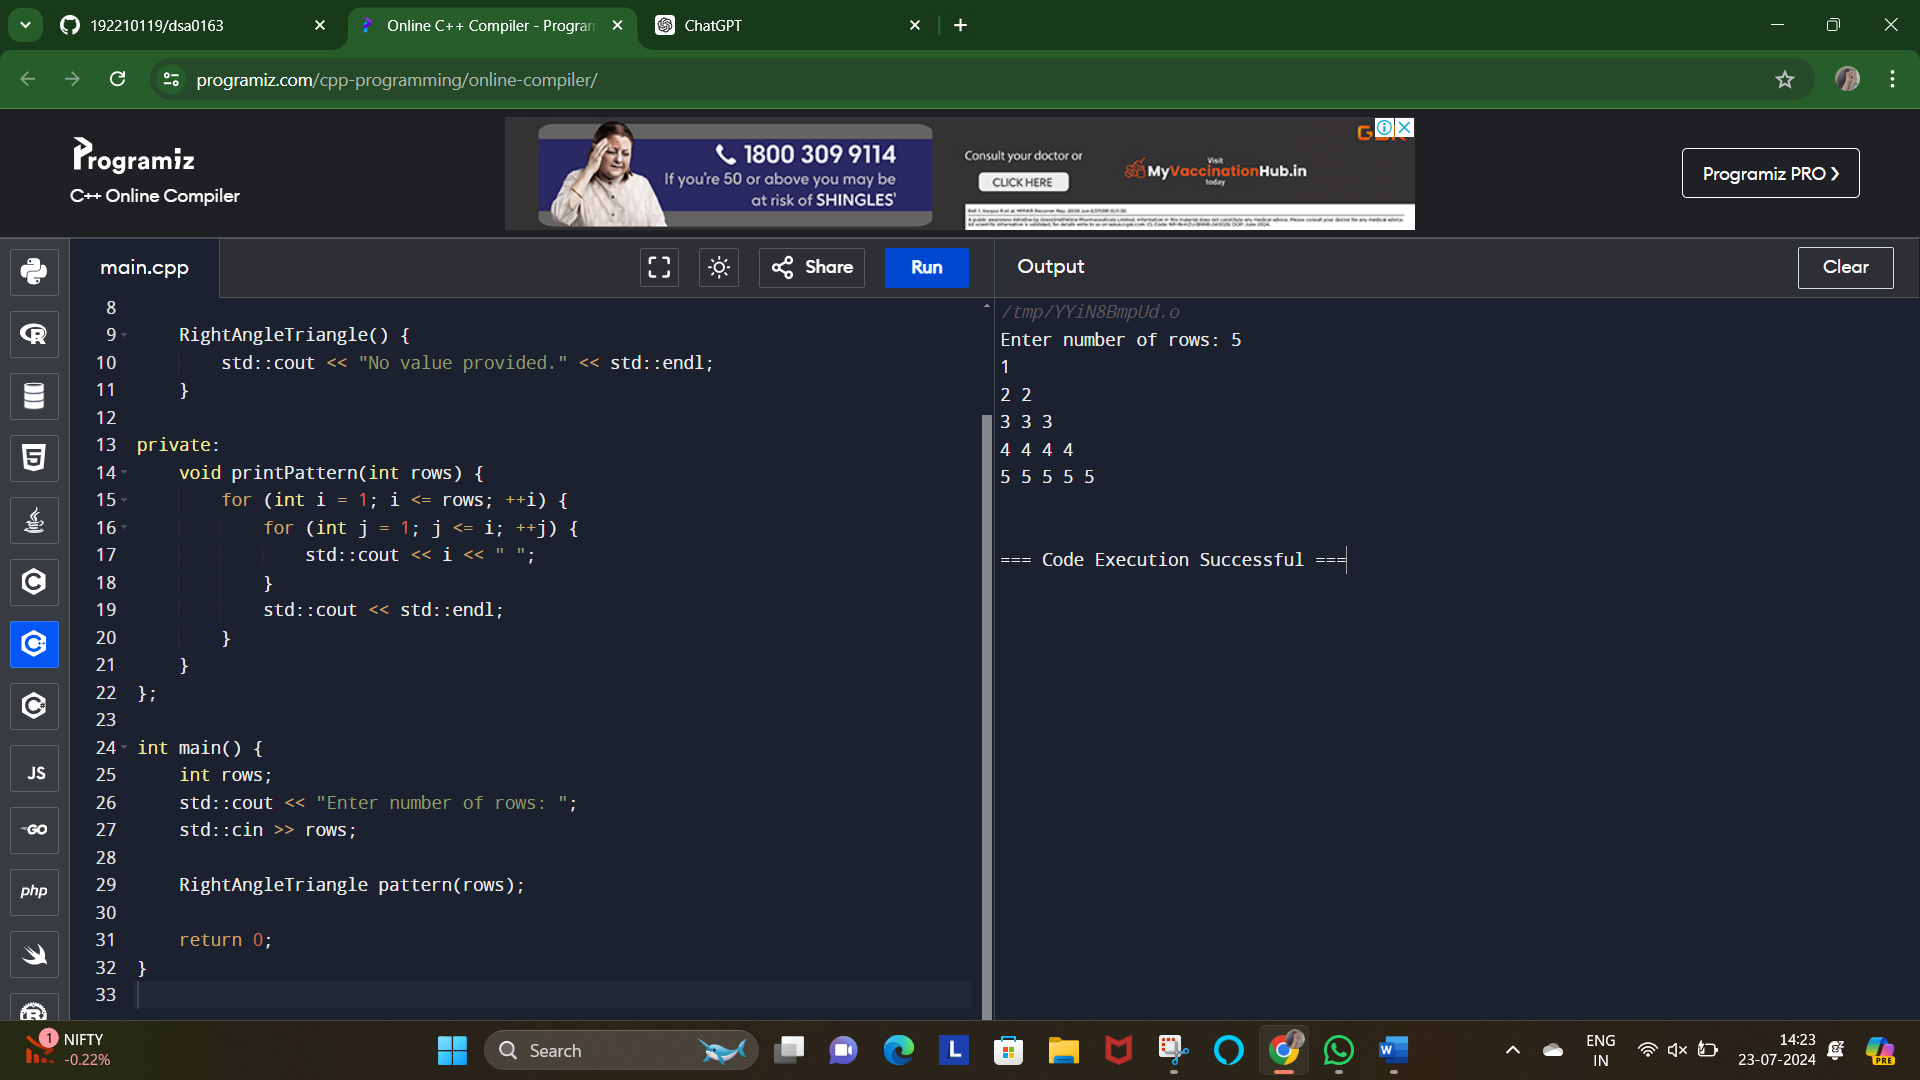 192210119/dsa0163
Online C++ Compiler - Program
ChatGPT
programiz.com/cpp-programming/online-compiler/
Programiz
C++ Online Compiler
1800 309 9114
If you're 50 or above you may be
at risk of SHINGLES'
Consult your doctor or
CLICK HERE
Visit
MyVaccinationHub.in
today
Programiz PRO
main.cpp
Share
Run
Output
Clear
8
9 RightAngleTriangle() {
10 std::cout << "No value provided." << std::endl;
11 }
12
13 private:
14 void printPattern(int rows) {
15 for (int i = 1; i <= rows; ++i) {
16 for (int j = 1; j <= i; ++j) {
17 std::cout << i << " ";
18 }
19 std::cout << std::endl;
20 }
21 }
22 };
23
24 int main() {
25 int rows;
26 std::cout << "Enter number of rows: ";
27 std::cin >> rows;
28
29 RightAngleTriangle pattern(rows);
30
31 return 0;
32 }
33
/tmp/YYiN8BmpUd.o
Enter number of rows: 5
1
2 2
3 3 3
4 4 4 4
5 5 5 5 5
=== Code Execution Successful ===
JS
GO
php
1
NIFTY
-0.22%
Search
L
W
ENG
IN
14:23
23-07-2024
PRE